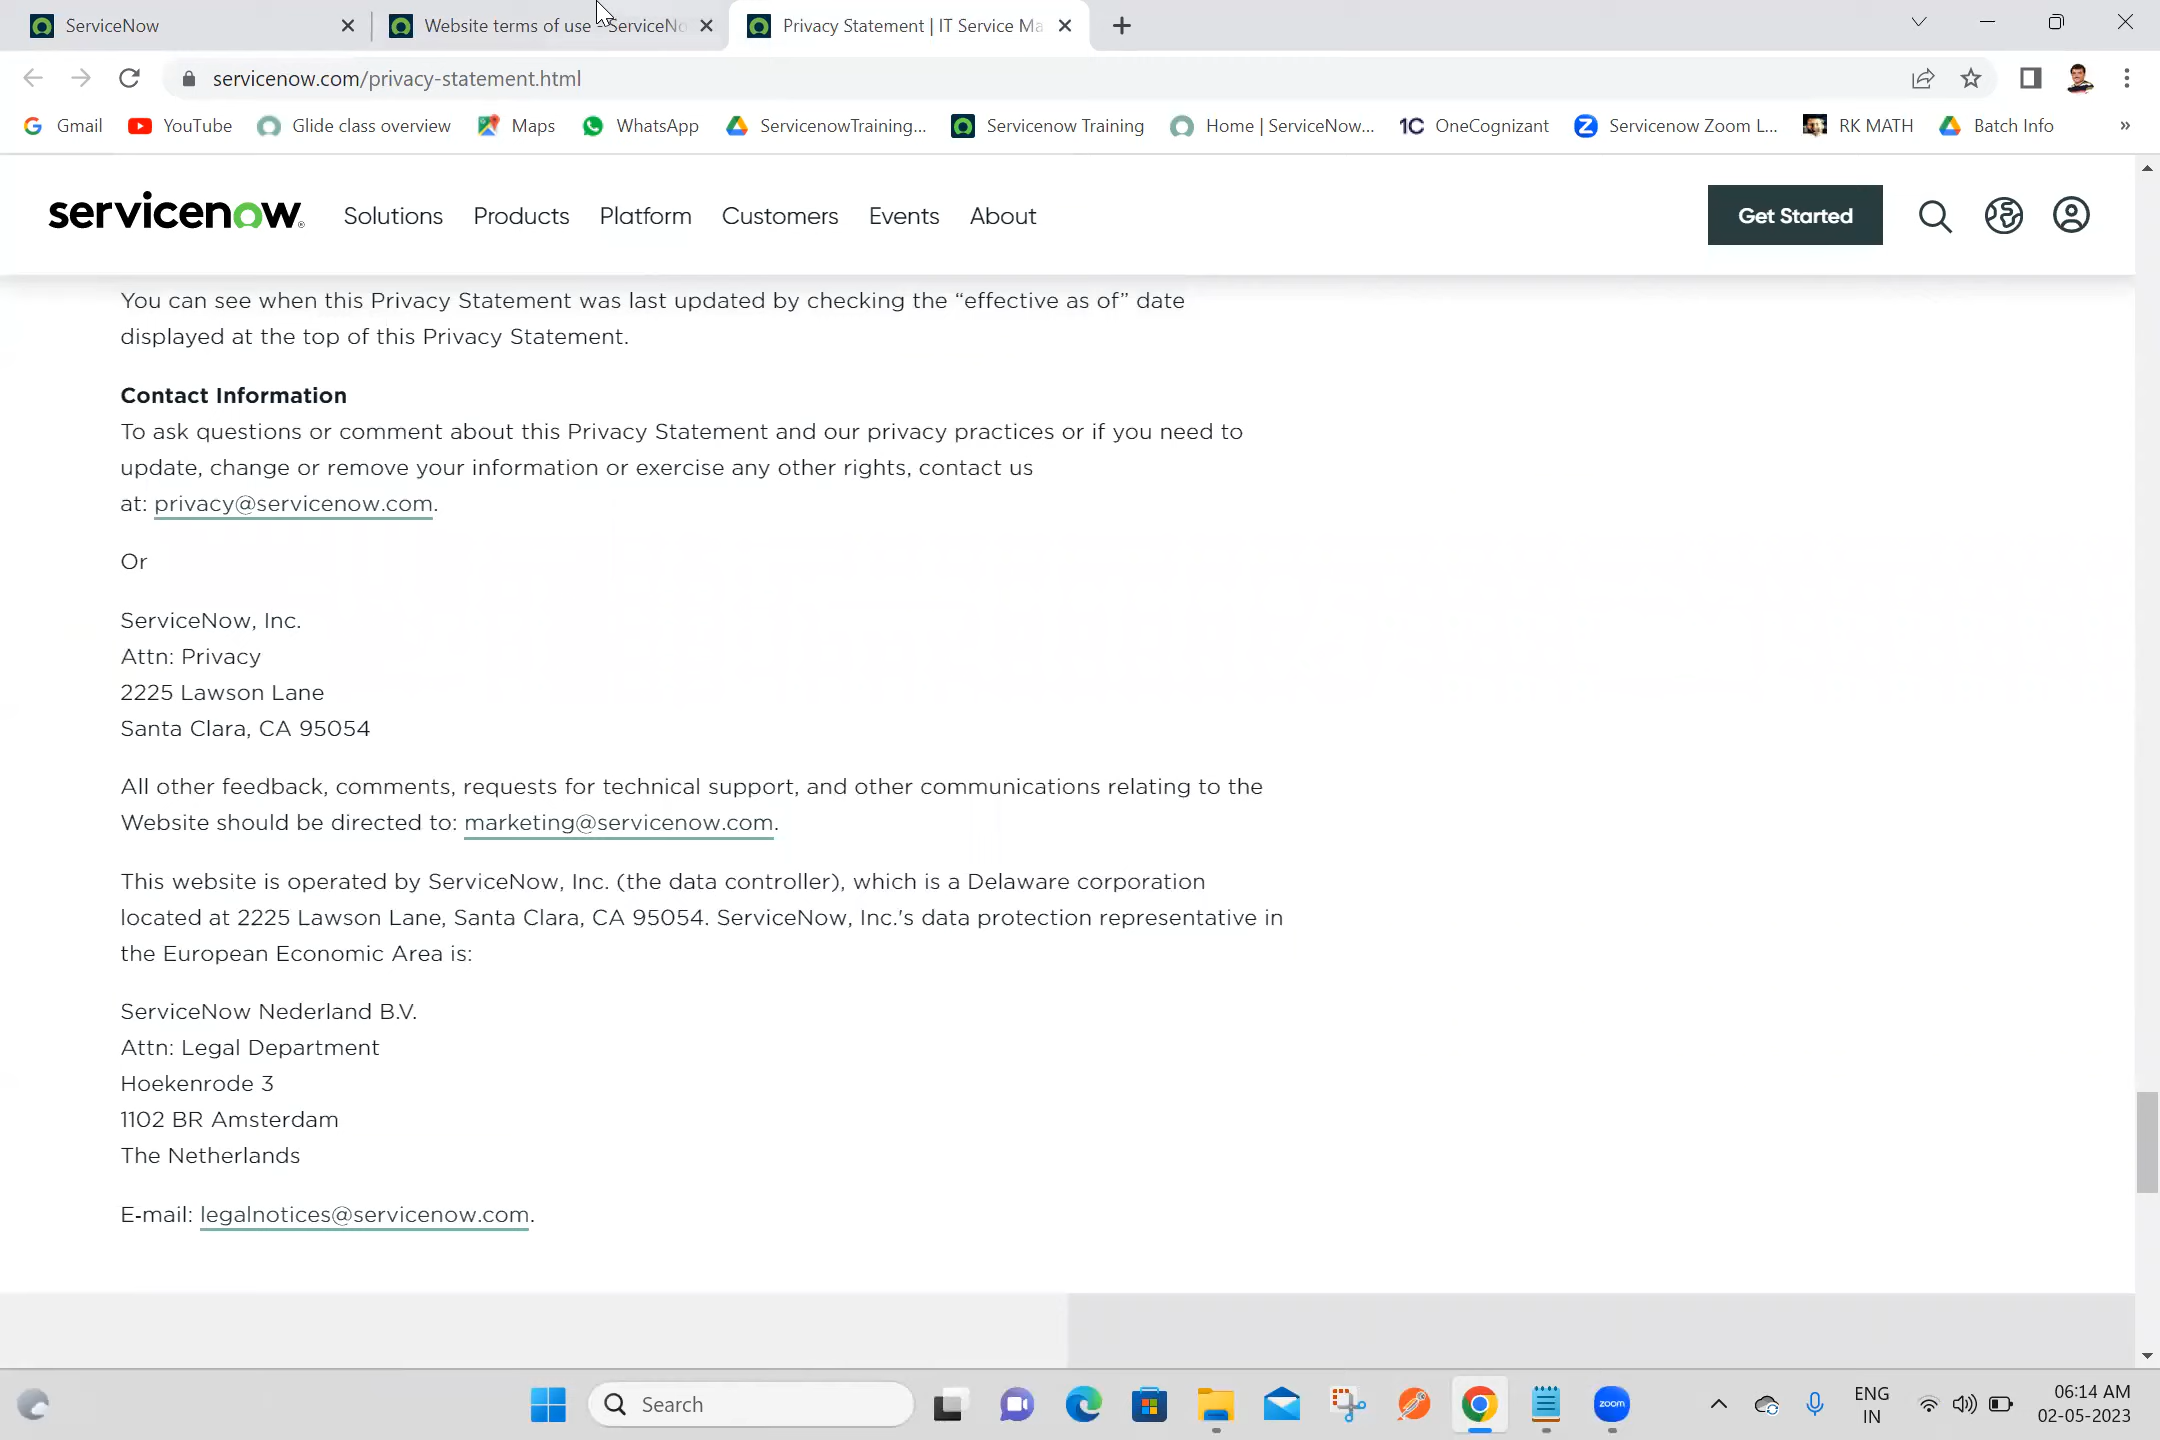 ServiceNow
Website terms of use - ServiceNo
Privacy Statement | IT Service Ma
servicenow.com/privacy-statement.html
Gmail
YouTube
Glide class overview
Maps
WhatsApp
ServicenowTraining...
Servicenow Training
Home | ServiceNow...
1C OneCognizant
Servicenow Zoom L...
RK MATH
Batch Info
»
servicenow
Solutions
Products
Platform
Customers
Events
About
Get Started
You can see when this Privacy Statement was last updated by checking the “effective as of” date
displayed at the top of this Privacy Statement.
Contact Information
To ask questions or comment about this Privacy Statement and our privacy practices or if you need to
update, change or remove your information or exercise any other rights, contact us
at: privacy@servicenow.com.
Or
ServiceNow, Inc.
Attn: Privacy
2225 Lawson Lane
Santa Clara, CA 95054
All other feedback, comments, requests for technical support, and other communications relating to the
Website should be directed to: marketing@servicenow.com.
This website is operated by ServiceNow, Inc. (the data controller), which is a Delaware corporation
located at 2225 Lawson Lane, Santa Clara, CA 95054. ServiceNow, Inc.'s data protection representative in
the European Economic Area is:
ServiceNow Nederland B.V.
Attn: Legal Department
Hoekenrode 3
1102 BR Amsterdam
The Netherlands
E-mail: legalnotices@servicenow.com.
Search
zoom
ENG
IN
06:14 AM
02-05-2023